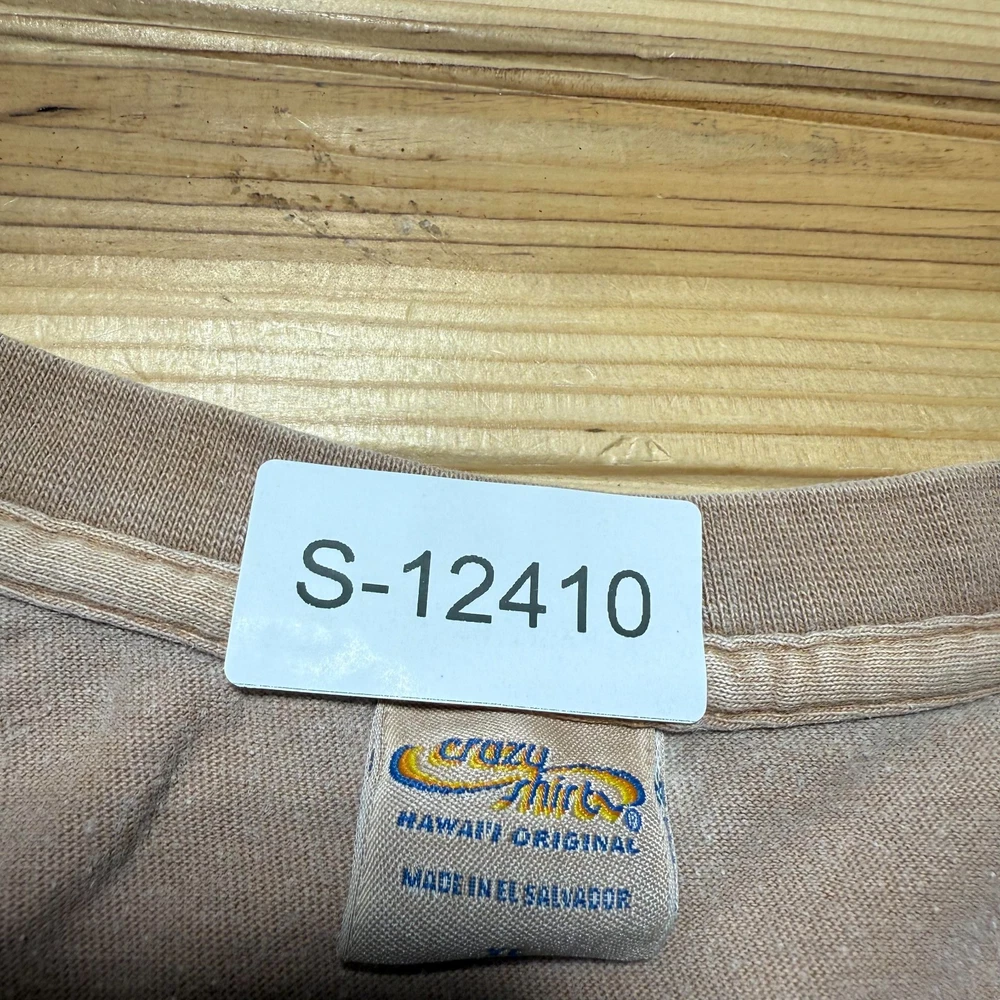 S-12410
crazy
shirts®
HAWAI'I ORIGINAL
MADE IN EL SALVADOR